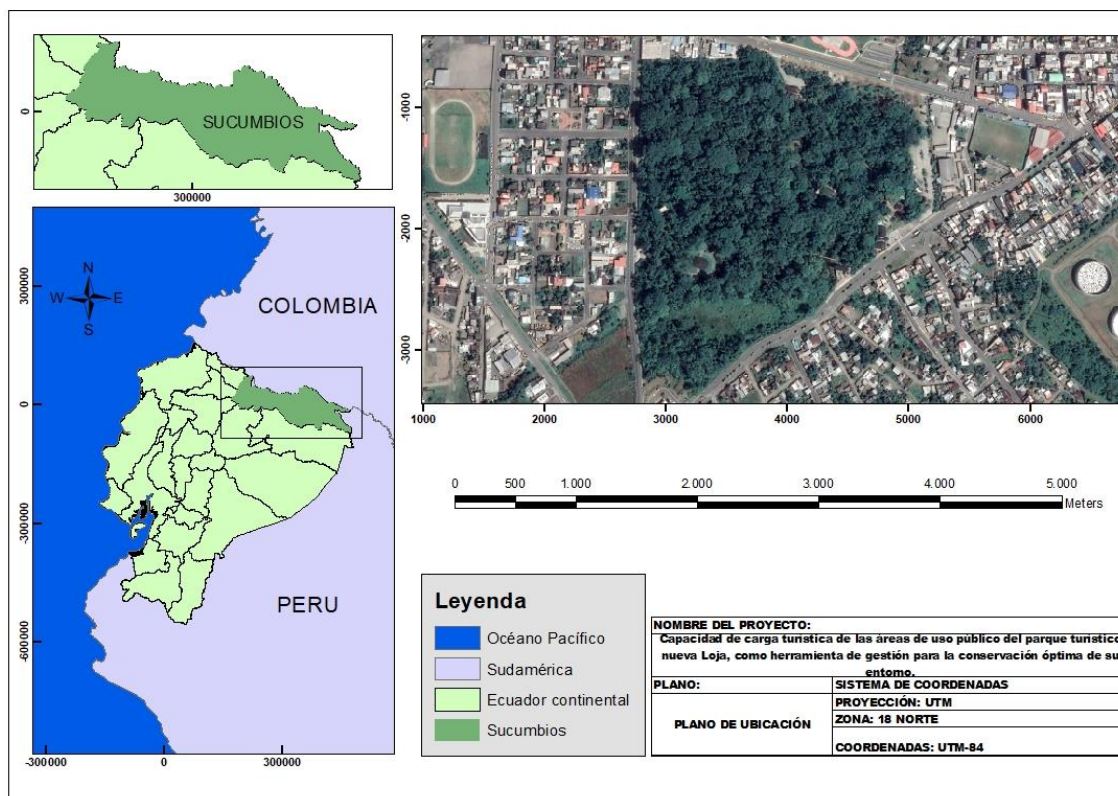 SUCUMBIOS
0
300000
N
W E
S
COLOMBIA
PERU
300000
0
-300000
-600000
-300000 0 300000
-1000
-2000
-3000
1000 2000 3000 4000 5000 6000
0 500 1.000 2.000 3.000 4.000 5.000
Meters
Leyenda
Océano Pacífico
Sudamérica
Ecuador continental
Sucumbios
NOMBRE DEL PROYECTO:
Capacidad de carga turística de las áreas de uso público del parque turístico
nueva Loja, como herramienta de gestión para la conservación óptima de su
entorno.
PLANO:
PLANO DE UBICACIÓN
SISTEMA DE COORDENADAS
PROYECCIÓN: UTM
ZONA: 18 NORTE
COORDENADAS: UTM-84